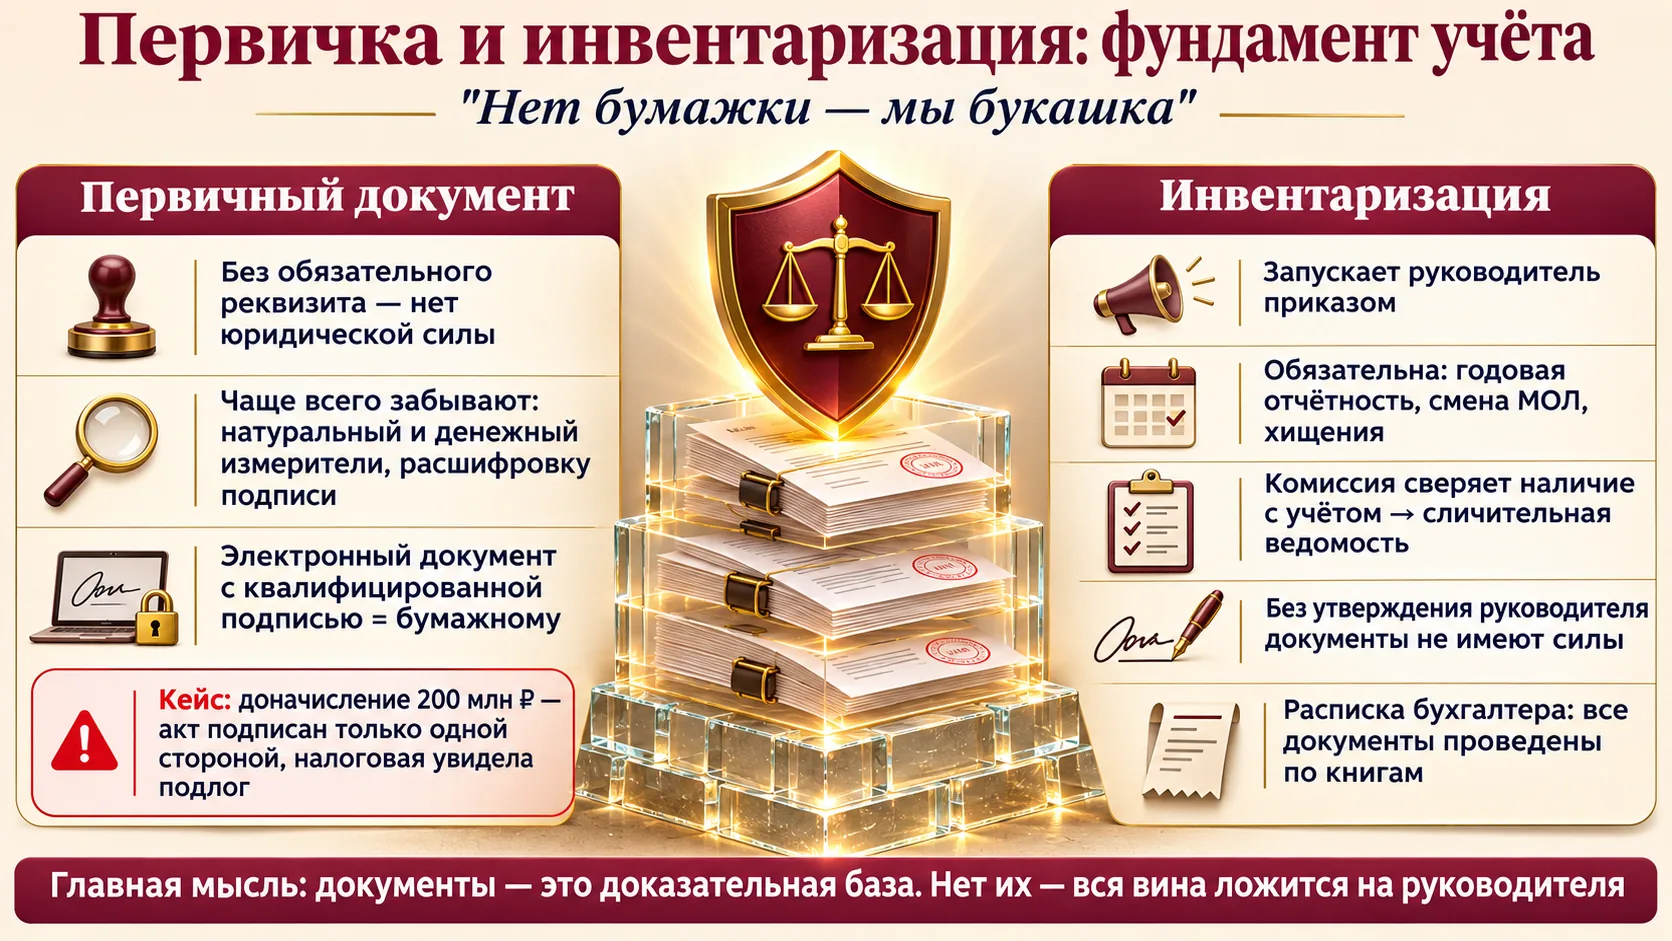 Первичка и инвентаризация: фундамент учёта
"Нет бумажки — мы букашка"
Первичный документ
Без обязательного
реквизита — нет
юридической силы
Чаще всего забывают:
натуральный и денежный
измерители, расшифровку
подписи
Электронный документ
с квалифицированной
подписью = бумажному
Кейс: доначисление 200 млн ₽ —
акт подписан только одной
стороной, налоговая увидела
подлог
Инвентаризация
Запускает руководитель
приказом
Обязательна: годовая
отчётность, смена МОЛ,
хищения
Комиссия сверяет наличие
с учётом → сличительная
ведомость
Без утверждения руководителя
документы не имеют силы
Расписка бухгалтера: все
документы проведены
по книгам
Главная мысль: документы — это доказательная база. Нет их — вся вина ложится на руководителя